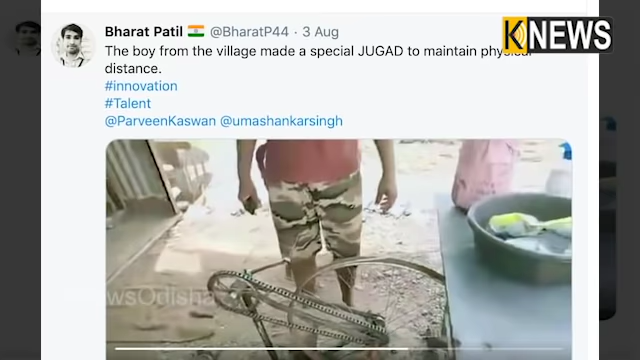 Bharat Patil 🇮🇳 @BharatP44 · 3 Aug
KNEWS
The boy from the village made a special JUGAD to maintain physical
distance.
#innovation
#Talent
@ParveenKaswan @umashankarsingh
ewsOdisha